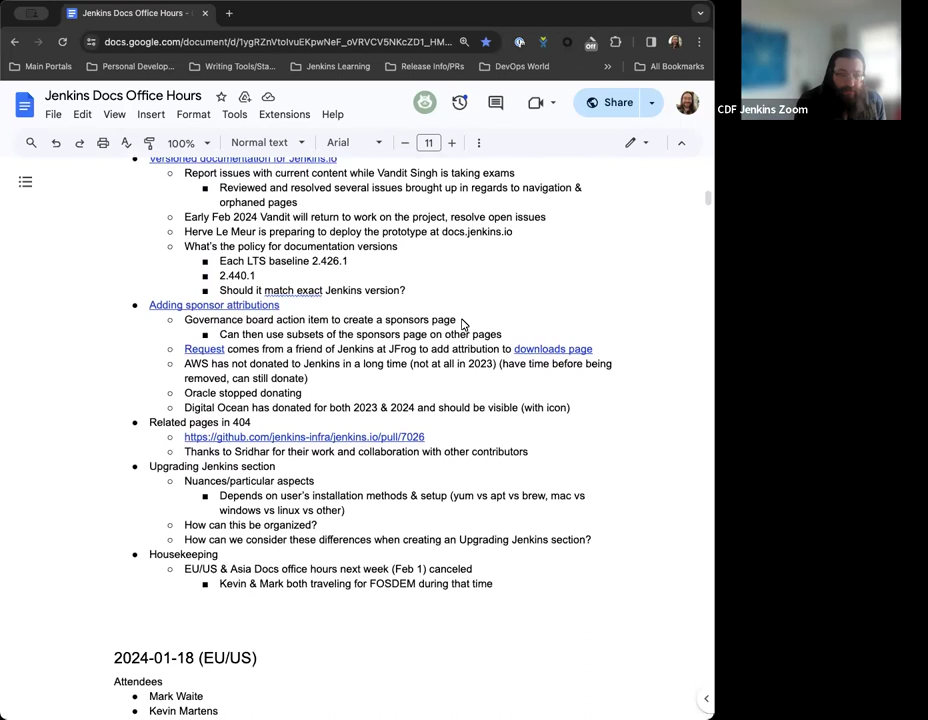 Jenkins Docs Office Hours -
docs.google.com/document/d/1ygRZnVtoIvuEKpwNeF_oVRVCV5NKcZD1_HM...
Off
Main Portals
Personal Develop...
Writing Tools/Sta...
Jenkins Learning
Release Info/PRs
DevOps World
»
All Bookmarks
CDF Jenkins Zoom
Jenkins Docs Office Hours
File Edit View Insert Format Tools Extensions Help
Share
100% Normal text Arial 11
Versioned documentation for Jenkins.io
Report issues with current content while Vandit Singh is taking exams
Reviewed and resolved several issues brought up in regards to navigation &
orphaned pages
Early Feb 2024 Vandit will return to work on the project, resolve open issues
Herve Le Meur is preparing to deploy the prototype at docs.jenkins.io
What's the policy for documentation versions
Each LTS baseline 2.426.1
2.440.1
Should it match exact Jenkins version?
Adding sponsor attributions
Governance board action item to create a sponsors page
Can then use subsets of the sponsors page on other pages
Request comes from a friend of Jenkins at JFrog to add attribution to downloads page
AWS has not donated to Jenkins in a long time (not at all in 2023) (have time before being
removed, can still donate)
Oracle stopped donating
Digital Ocean has donated for both 2023 & 2024 and should be visible (with icon)
Related pages in 404
https://github.com/jenkins-infra/jenkins.io/pull/7026
Thanks to Sridhar for their work and collaboration with other contributors
Upgrading Jenkins section
Nuances/particular aspects
Depends on user's installation methods & setup (yum vs apt vs brew, mac vs
windows vs linux vs other)
How can this be organized?
How can we consider these differences when creating an Upgrading Jenkins section?
Housekeeping
EU/US & Asia Docs office hours next week (Feb 1) canceled
Kevin & Mark both traveling for FOSDEM during that time
2024-01-18 (EU/US)
Attendees
Mark Waite
Kevin Martens